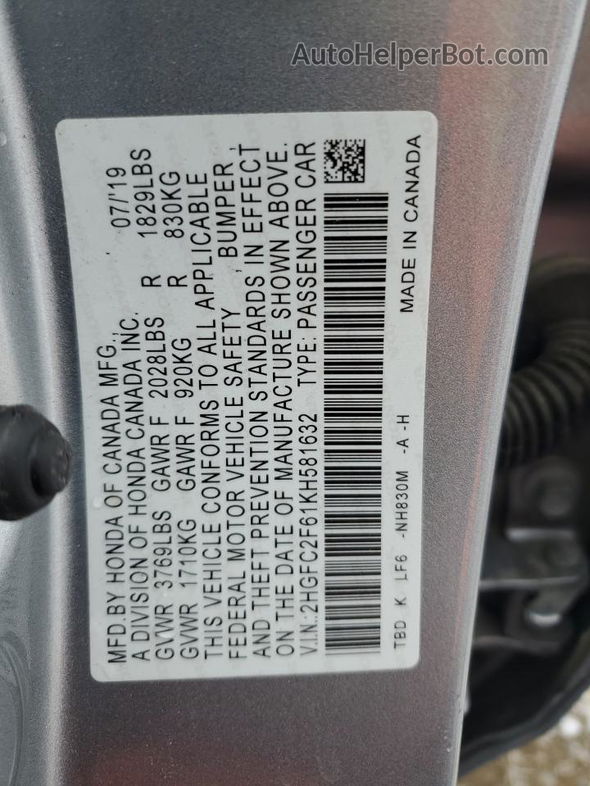 AutoHelperBot.com
MFD.BY HONDA OF CANADA MFG., 07/'19
A DIVISION OF HONDA CANADA INC.
GVWR 3769LBS GAWR F 2028LBS R 1829LBS
GVWR 1710KG GAWR F 920KG R 830KG
THIS VEHICLE CONFORMS TO ALL APPLICABLE
FEDERAL MOTOR VEHICLE SAFETY, BUMPER,
AND THEFT PREVENTION STANDARDS, IN EFFECT
ON THE DATE OF MANUFACTURE SHOWN ABOVE.
V.I.N.:2HGFC2F61KH581632 TYPE: PASSENGER CAR
TBD K LF6 -NH830M -A -H MADE IN CANADA